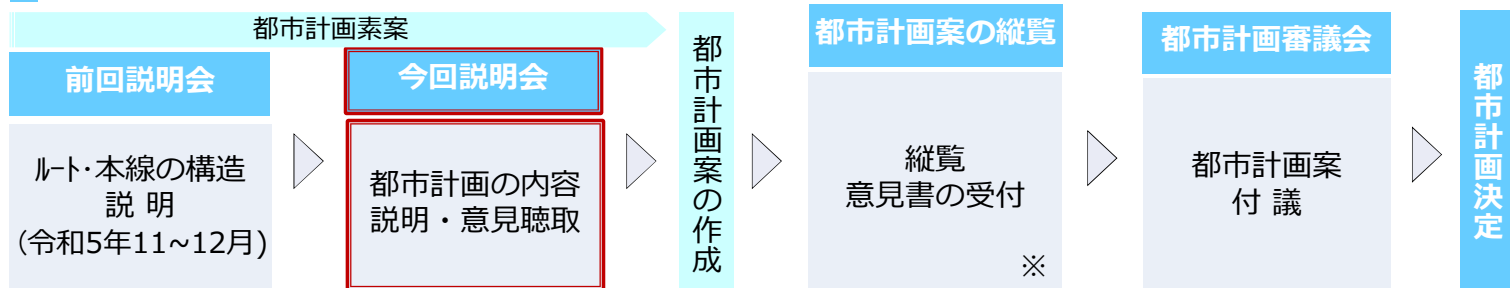 都市計画素案
前回説明会
ﾙｰﾄ･本線の構造
説 明
(令和5年11~12月)
今回説明会
都市計画の内容
説明・意見聴取
都市計画案の作成
都市計画案の縦覧
縦覧
意見書の受付
※
都市計画審議会
都市計画案
付 議
都市計画決定